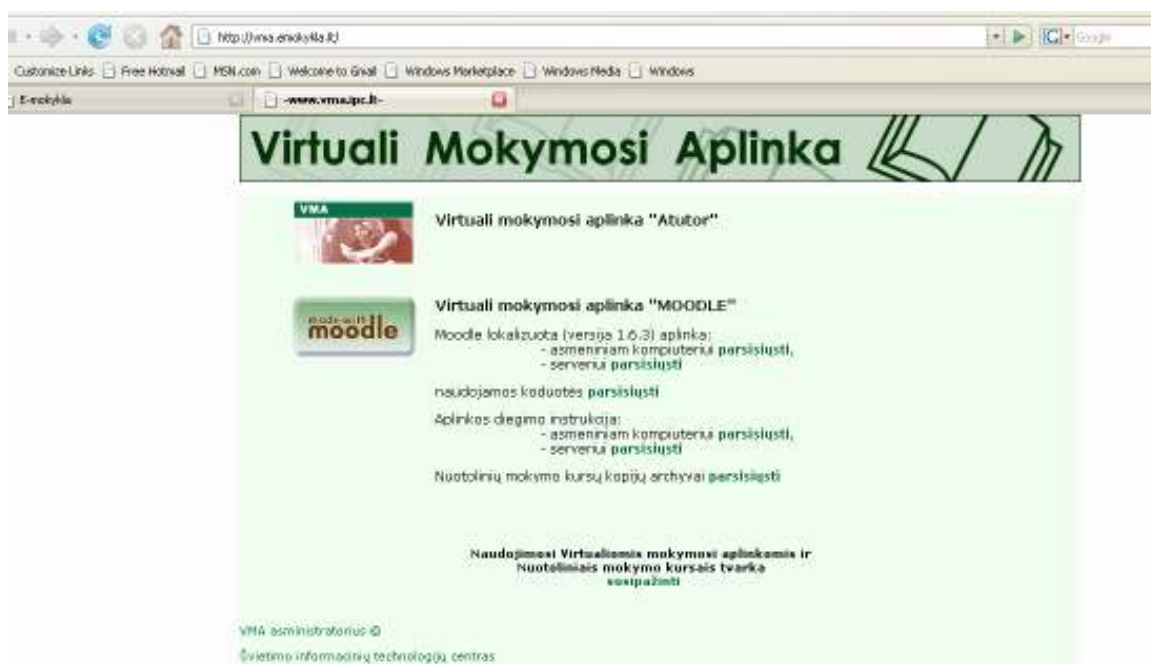 http://vma.emokykla.lt/
Google
Customize Links Free Hotmail MSN.com Welcome to Gmail Windows Marketplace Windows Media Windows
E-mokykla
-www.vma.ipc.lt-
Virtuali Mokymosi Aplinka
VMA
Virtuali mokymosi aplinka "Atutor"
made with
moodle
Virtuali mokymosi aplinka "MOODLE"
Moodle lokalizuota (versija 1.6.3) aplinka:
- asmeniniam kompiuteriui parsisiųsti,
- serveriui parsisiųsti
naudojamos koduotės parsisiųsti
Aplinkos diegimo instrukcija:
- asmeniniam kompiuteriui parsisiųsti,
- serveriui parsisiųsti
Nuotolinių mokymo kursų kopijų archyvai parsisiųsti
Naudojimosi Virtualiomis mokymosi aplinkomis ir
Nuotoliniais mokymo kursais tvarka
susipažinti
VMA asministratorius ©
Švietimo informacinių technologijų centras